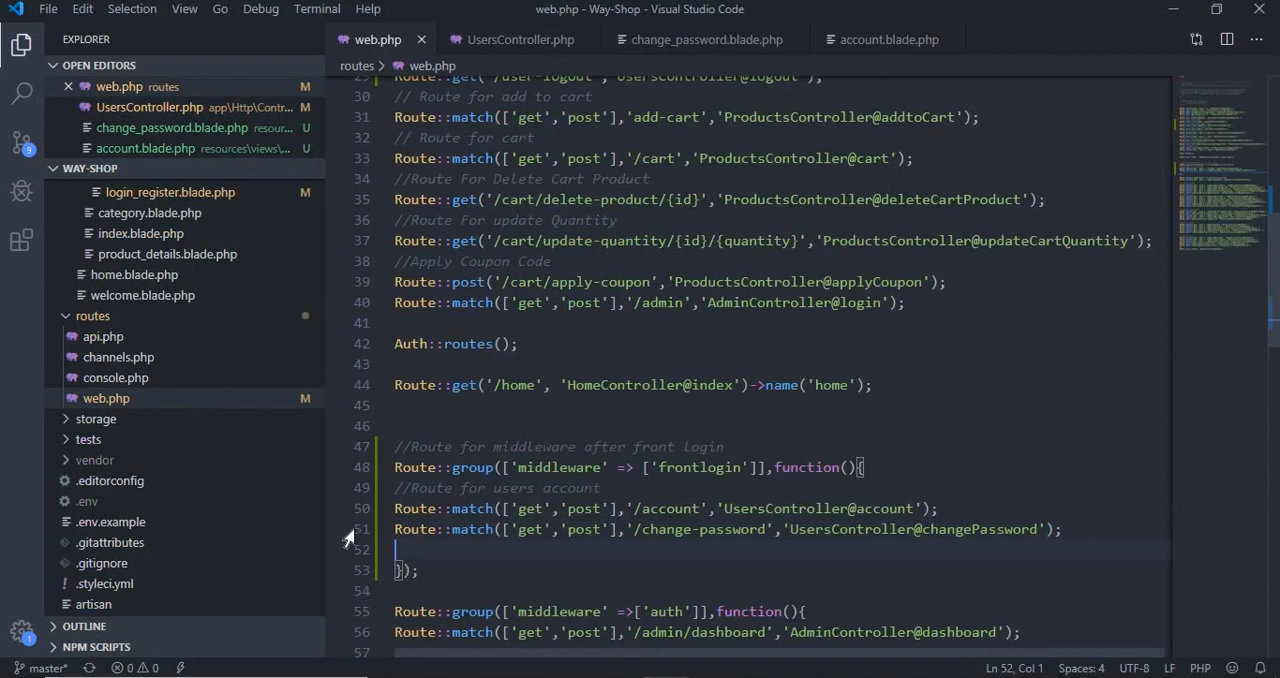 File Edit Selection View Go Debug Terminal Help
web.php - Way-Shop - Visual Studio Code
EXPLORER
web.php
UsersController.php
change_password.blade.php
account.blade.php
OPEN EDITORS
routes > web.php
web.php routes M
UsersController.php app\Http\Contr... M
change_password.blade.php resour... U
account.blade.php resources\views\... U
WAY-SHOP
login_register.blade.php M
category.blade.php
index.blade.php
product_details.blade.php
home.blade.php
welcome.blade.php
routes
api.php
channels.php
console.php
web.php M
storage
tests
vendor
.editorconfig
.env
.env.example
.gitattributes
.gitignore
.styleci.yml
artisan
OUTLINE
NPM SCRIPTS
9
1
29 Route::get('/user-logout','UsersController@logout');
30 // Route for add to cart
31 Route::match(['get','post'],'add-cart','ProductsController@addtoCart');
32 // Route for cart
33 Route::match(['get','post'],'/cart','ProductsController@cart');
34 //Route For Delete Cart Product
35 Route::get('/cart/delete-product/{id}','ProductsController@deleteCartProduct');
36 //Route For update Quantity
37 Route::get('/cart/update-quantity/{id}/{quantity}','ProductsController@updateCartQuantity');
38 //Apply Coupon Code
39 Route::post('/cart/apply-coupon','ProductsController@applyCoupon');
40 Route::match(['get','post'],'/admin','AdminController@login');
41
42 Auth::routes();
43
44 Route::get('/home', 'HomeController@index')->name('home');
45
46
47 //Route for middleware after front login
48 Route::group(['middleware' => ['frontlogin']],function(){
49 //Route for users account
50 Route::match(['get','post'],'/account','UsersController@account');
51 Route::match(['get','post'],'/change-password','UsersController@changePassword');
52
53 });
54
55 Route::group(['middleware' =>['auth']],function(){
56 Route::match(['get','post'],'/admin/dashboard','AdminController@dashboard');
57
master* 0 0 Ln 52, Col 1 Spaces: 4 UTF-8 LF PHP